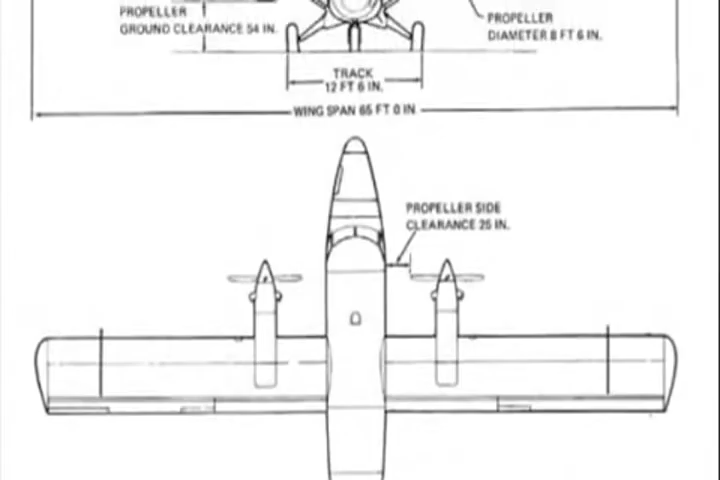 PROPELLER
GROUND CLEARANCE 54 IN.
PROPELLER
DIAMETER 8 FT 6 IN.
TRACK
12 FT 6 IN.
WING SPAN 65 FT 0 IN
PROPELLER SIDE
CLEARANCE 25 IN.